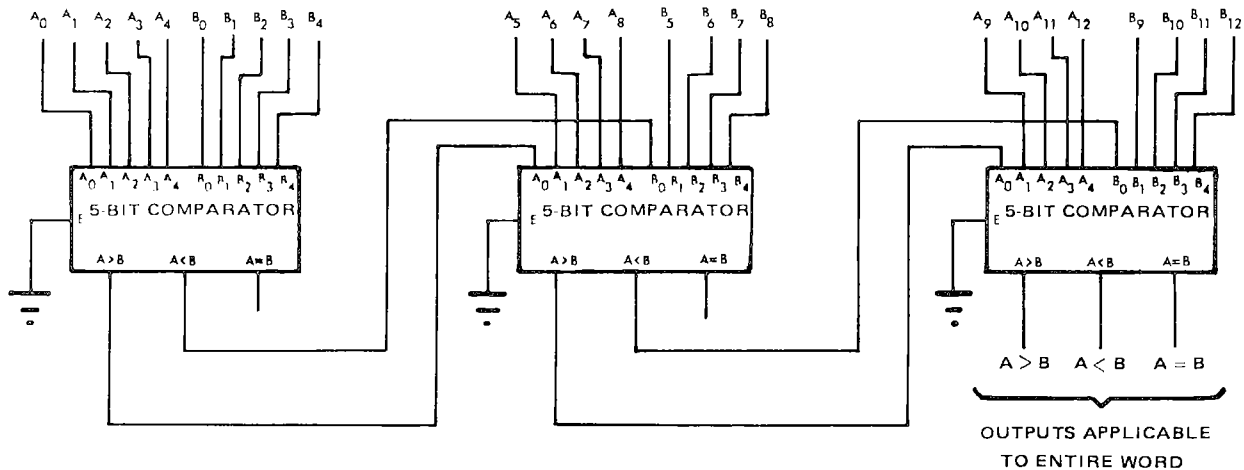 A0 A1 A2 A3 A4 B0 B1 B2 B3 B4
A5 A6 A7 A8 B5 B6 B7 B8
A9 A10 A11 A12 B9 B10 B11 B12
A0 A1 A2 A3 A4 B0 B1 B2 B3 B4
E 5-BIT COMPARATOR
A>B A<B A=B
A0 A1 A2 A3 A4 B0 B1 B2 B3 B4
E 5-BIT COMPARATOR
A>B A<B A=B
A0 A1 A2 A3 A4 B0 B1 B2 B3 B4
E 5-BIT COMPARATOR
A>B A<B A=B
A > B A < B A = B
OUTPUTS APPLICABLE
TO ENTIRE WORD